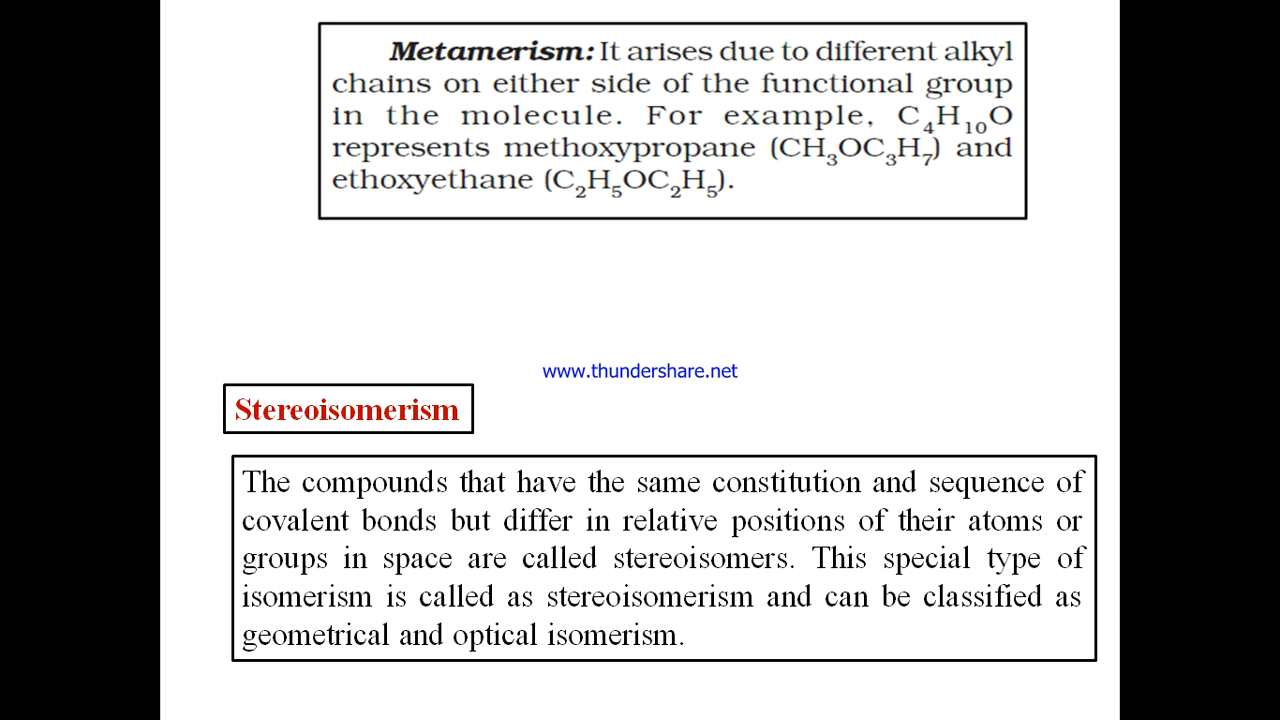 Metamerism: It arises due to different alkyl
chains on either side of the functional group
in the molecule. For example, C₄H₁₀O
represents methoxypropane (CH₃OC₃H₇) and
ethoxyethane (C₂H₅OC₂H₅).
www.thundershare.net
Stereoisomerism
The compounds that have the same constitution and sequence of
covalent bonds but differ in relative positions of their atoms or
groups in space are called stereoisomers. This special type of
isomerism is called as stereoisomerism and can be classified as
geometrical and optical isomerism.